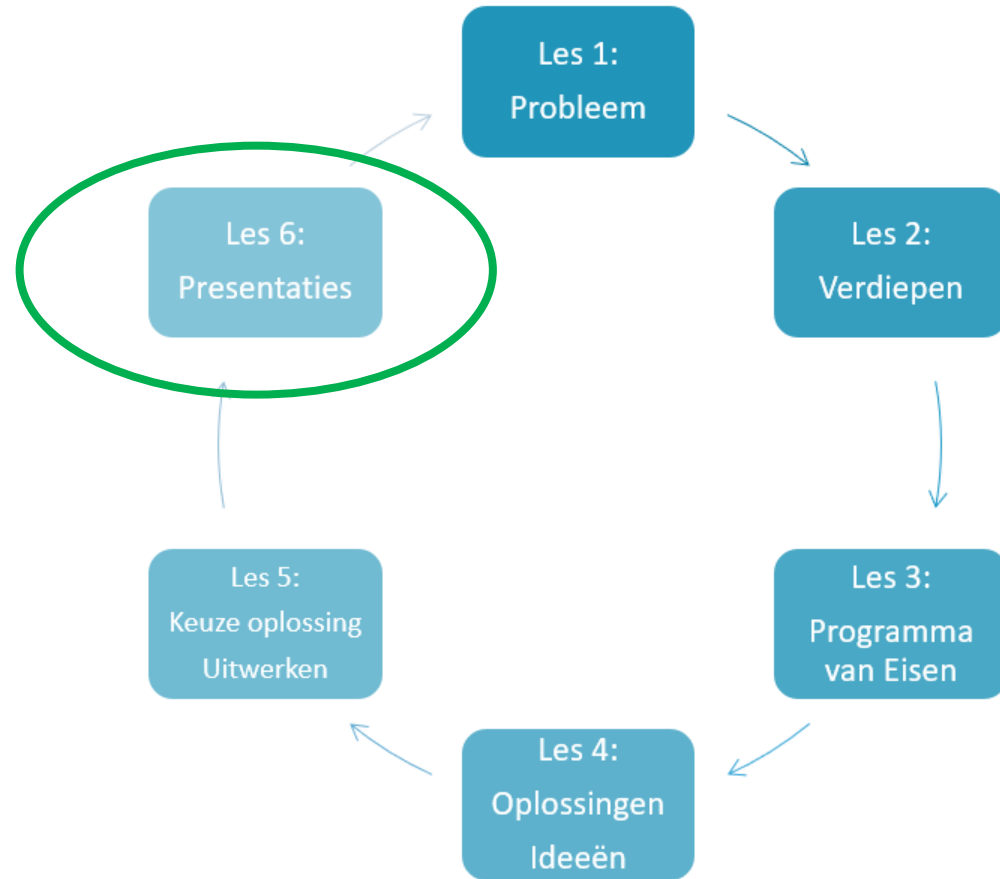 Les 1:
Probleem
Les 2:
Verdiepen
Les 3:
Programma
van Eisen
Les 4:
Oplossingen
Ideeën
Les 5:
Keuze oplossing
Uitwerken
Les 6:
Presentaties